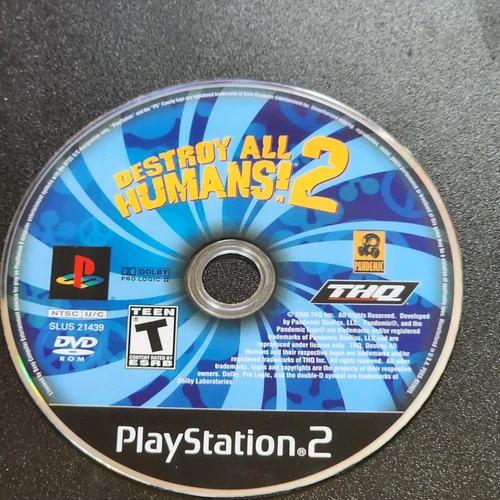 DESTROY ALL
HUMANS! 2
DOLBY
PRO LOGIC II
PANDEMIC
THQ
NTSC U/C
SLUS 21439
DVD
ROM
TEEN
T
CONTENT RATED BY
ESRB
© 2006 THQ Inc. All Rights Reserved. Developed
by Pandemic Studios, LLC. Pandemic®, and the
Pandemic logo® are trademarks and/or registered
trademarks of Pandemic Studios, LLC and are
reproduced under license only. THQ, Destroy All
Humans and their respective logos are trademarks and/or
registered trademarks of THQ Inc. All Rights Reserved. All other
trademarks, logos and copyrights are the property of their respective
owners. Dolby, Pro Logic, and the double-D symbol are trademarks of
Dolby Laboratories.
PlayStation®2